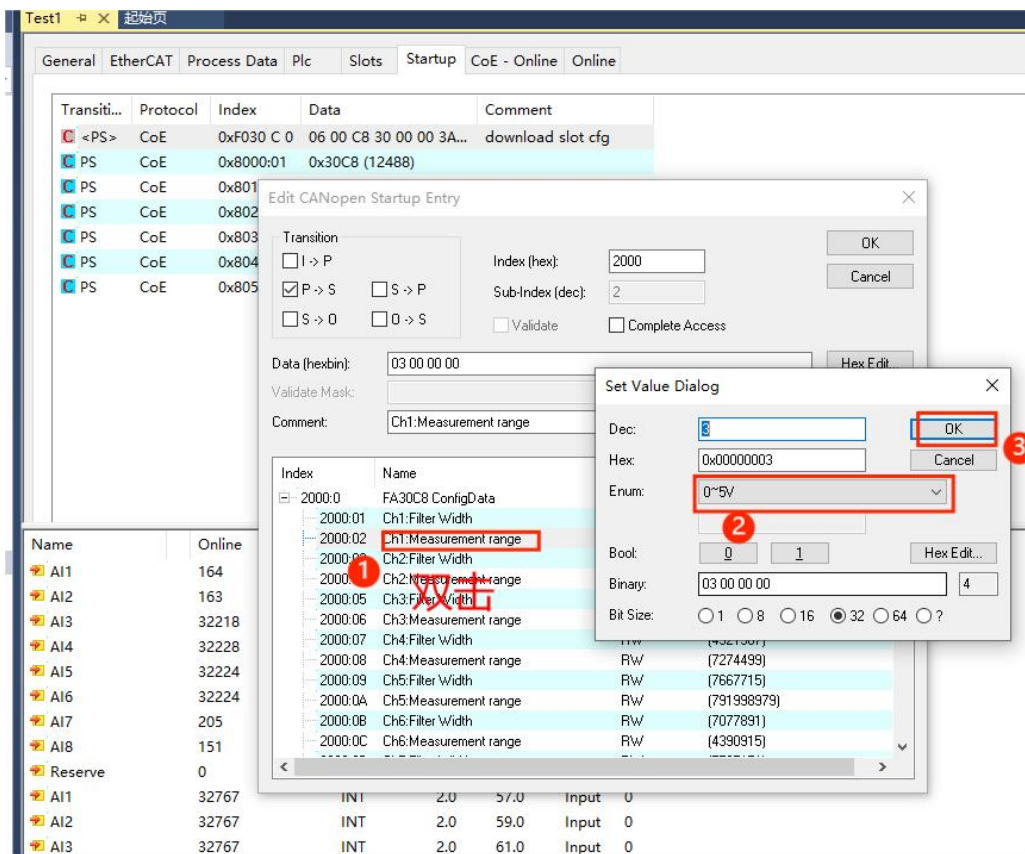 Test1 起始页
General EtherCAT Process Data Plc Slots Startup CoE - Online Online
Transiti... Protocol Index Data Comment
C <PS> CoE 0xF030 C 0 06 00 C8 30 00 00 3A... download slot cfg
C PS CoE 0x8000:01 0x30C8 (12488)
C PS CoE 0x801
C PS CoE 0x802
C PS CoE 0x803
C PS CoE 0x804
C PS CoE 0x805
Edit CANopen Startup Entry
Transition
I -> P
P -> S S -> P
S -> O O -> S
Index (hex): 2000
Sub-Index (dec): 2
Validate Complete Access
OK
Cancel
Data (hexbin): 03 00 00 00 Hex Edit...
Validate Mask:
Comment: Ch1:Measurement range
Index Name
2000:0 FA30C8 ConfigData
2000:01 Ch1:Filter Width
2000:02 Ch1:Measurement range
Ch2:Filter Width
Ch2:Measurement range
2000:05 Ch3:Filter Width
2000:06 Ch3:Measurement range
2000:07 Ch4:Filter Width RW
2000:08 Ch4:Measurement range RW (7274499)
2000:09 Ch5:Filter Width RW (7667715)
2000:0A Ch5:Measurement range RW (791998979)
2000:0B Ch6:Filter Width RW (7077891)
2000:0C Ch6:Measurement range RW (4390915)
1
双击
Set Value Dialog
Dec: 3 OK
3
Hex: 0x00000003 Cancel
Enum: 0~5V
2
Bool: 0 1 Hex Edit...
Binary: 03 00 00 00 4
Bit Size: 1 8 16 32 64 ?
Name Online
AI1 164
AI2 163
AI3 32218
AI4 32228
AI5 32224
AI6 32224
AI7 205
AI8 151
Reserve 0
AI1 32767 INT 2.0 57.0 Input 0
AI2 32767 INT 2.0 59.0 Input 0
AI3 32767 INT 2.0 61.0 Input 0